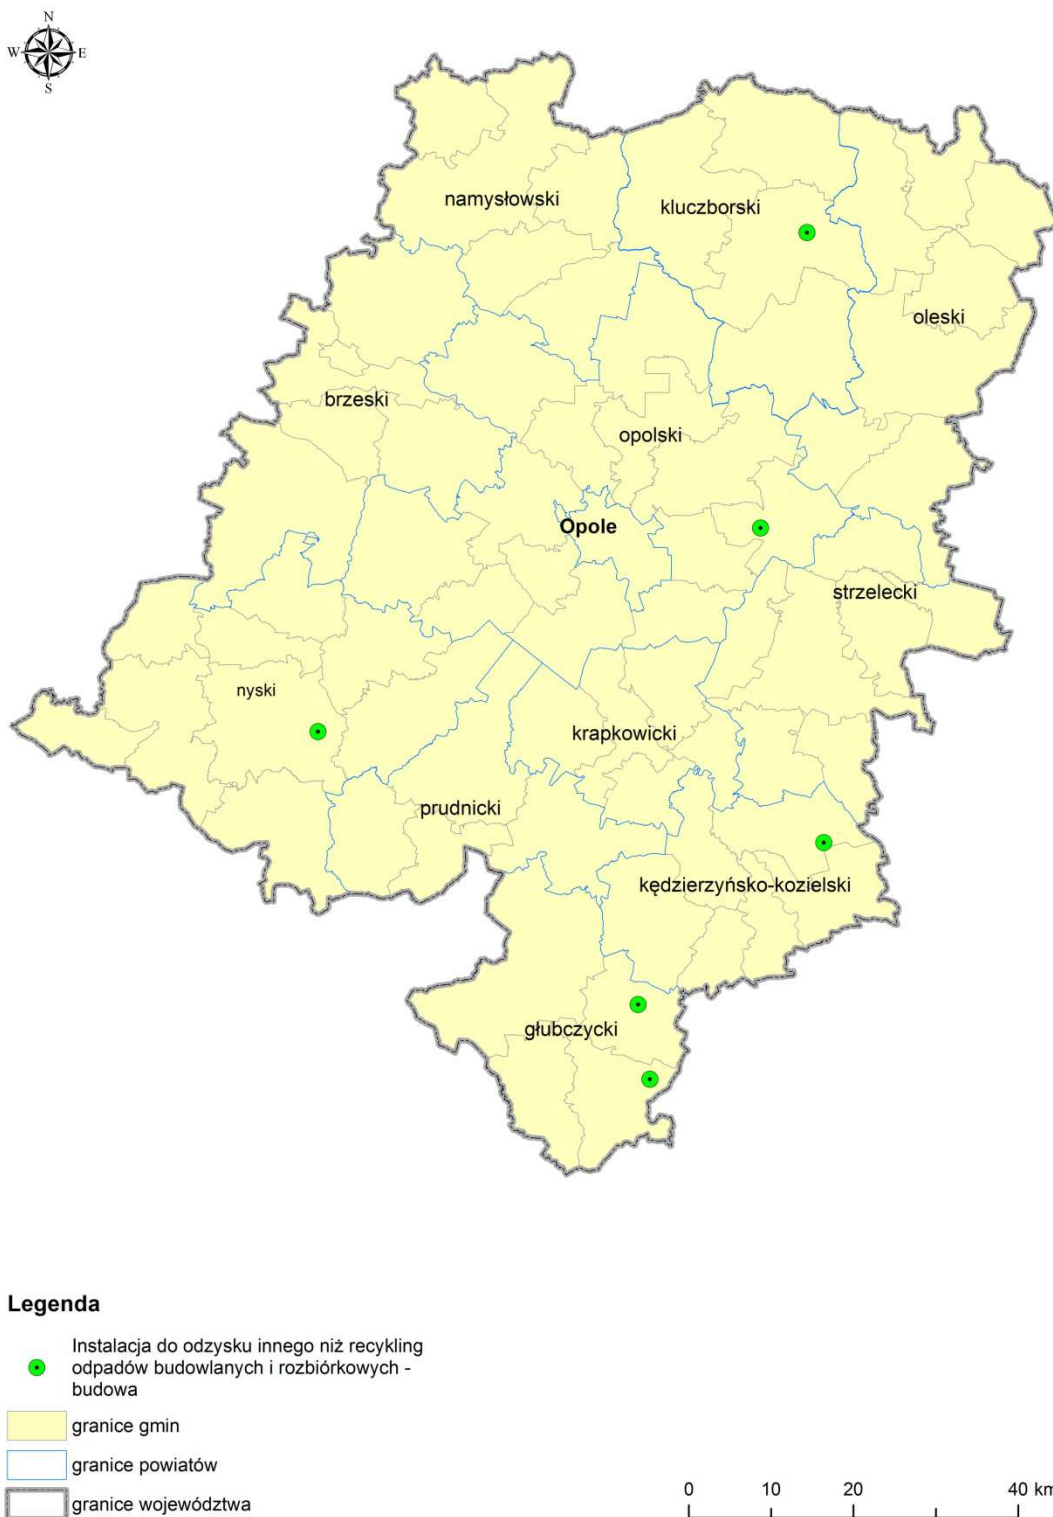 N
W E
S
namysłowski
kluczborski
oleski
brzeski
opolski
Opole
strzelecki
nyski
krapkowicki
prudnicki
kędzierzyńsko-kozielski
głubczycki
Legenda
Instalacja do odzysku innego niż recykling
odpadów budowlanych i rozbiórkowych -
budowa
granice gmin
granice powiatów
granice województwa
0 10 20 40 km